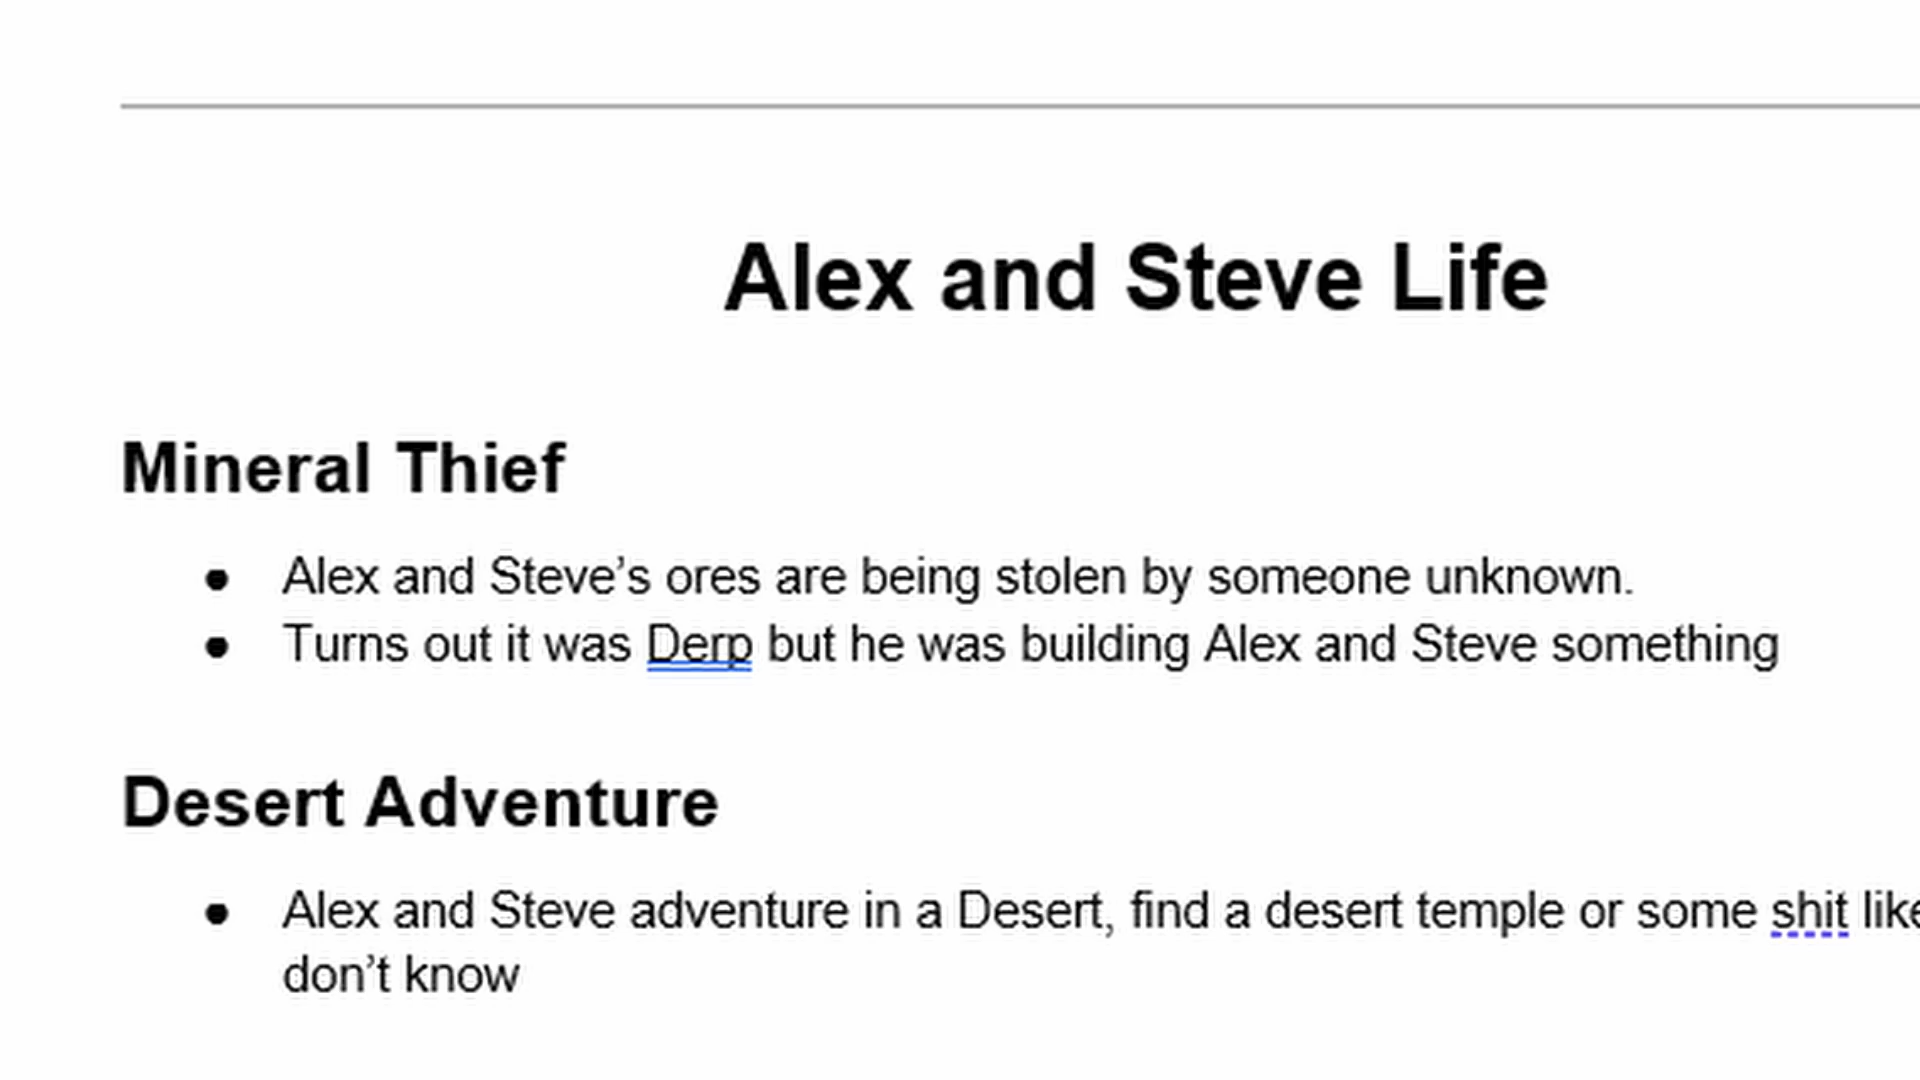 Alex and Steve Life
Mineral Thief
● Alex and Steve’s ores are being stolen by someone unknown.
● Turns out it was Derp but he was building Alex and Steve something
Desert Adventure
● Alex and Steve adventure in a Desert, find a desert temple or some shit like
don’t know